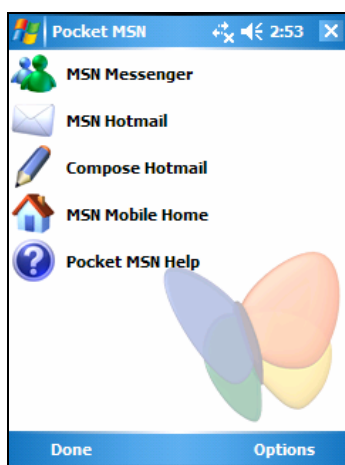 Pocket MSN 2:53
MSN Messenger
MSN Hotmail
Compose Hotmail
MSN Mobile Home
Pocket MSN Help
Done Options